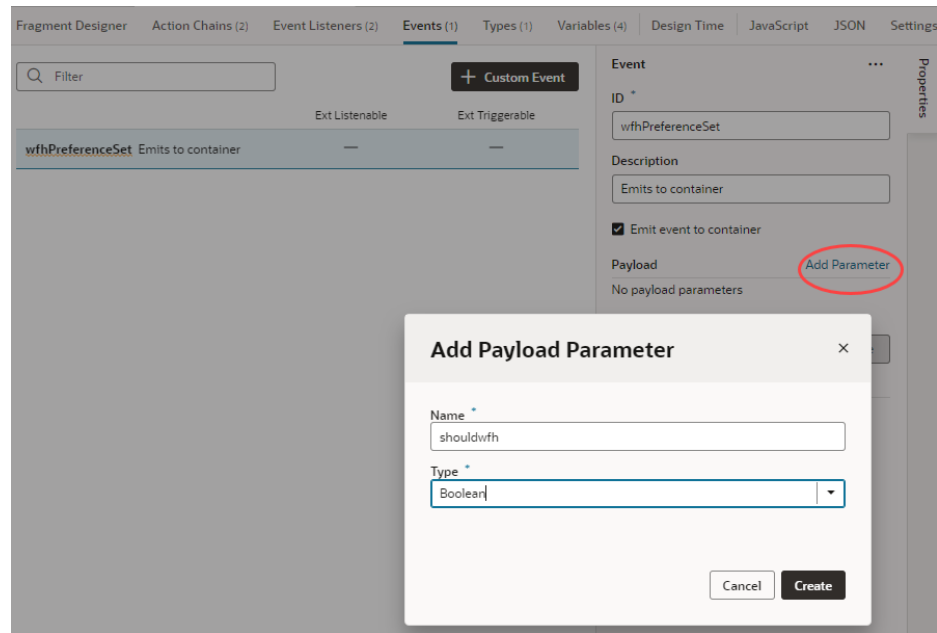 Fragment Designer Action Chains (2) Event Listeners (2) Events (1) Types (1) Variables (4) Design Time JavaScript JSON Settings
Filter
+ Custom Event
Ext Listenable Ext Triggerable
wfhPreferenceSet Emits to container — —
Event ...
ID *
wfhPreferenceSet
Description
Emits to container
Emit event to container
Payload Add Parameter
No payload parameters
Properties
Add Payload Parameter ×
Name *
shouldwfh
Type *
Boolean
Cancel Create